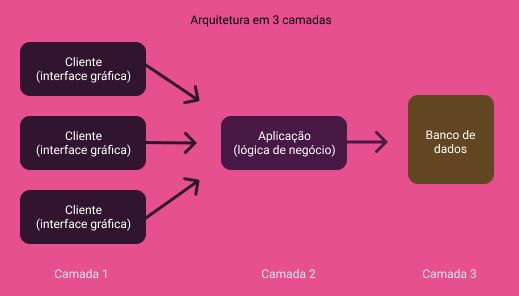 Arquitetura em 3 camadas
Cliente
(interface gráfica)
Cliente
(interface gráfica)
Cliente
(interface gráfica)
Aplicação
(lógica de negócio)
Banco de
dados
Camada 1
Camada 2
Camada 3